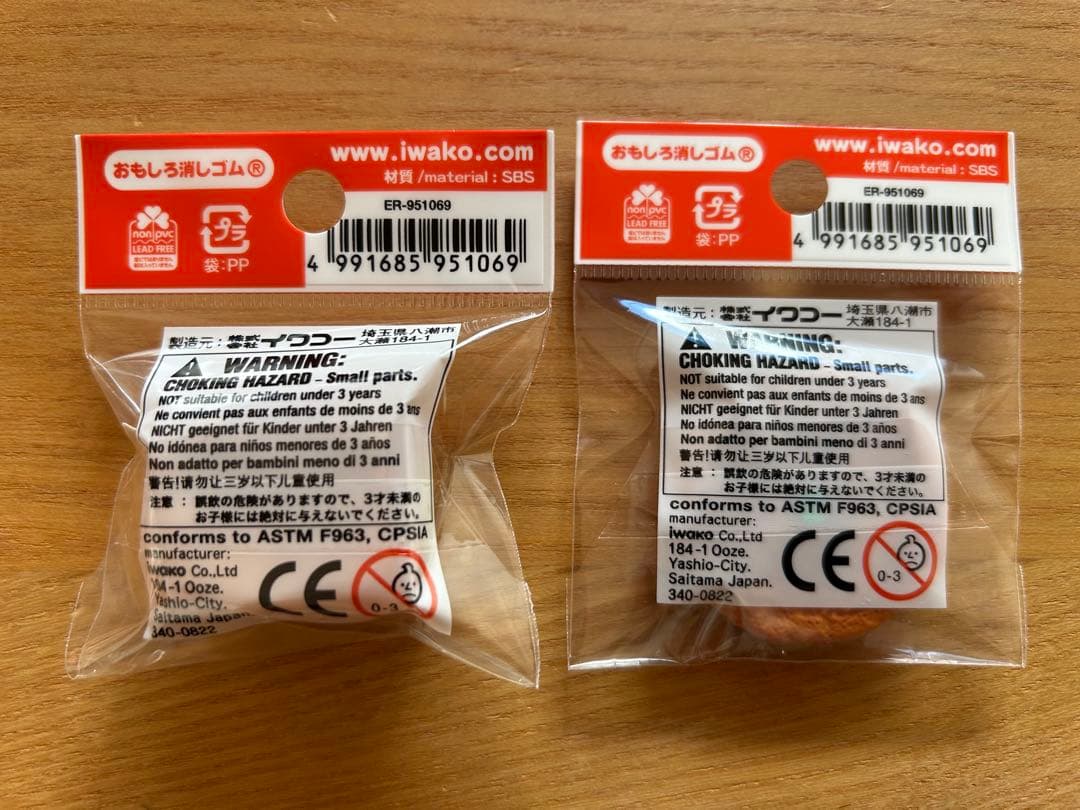 おもしろ消しゴム®
www.iwako.com
材質/material : SBS
ER-951069
non pvc
LEAD FREE
プラ
袋:PP
4 991685 951069
製造元:株式会社イワコー 埼玉県八潮市
大瀬184-1
WARNING:
CHOKING HAZARD – Small parts.
NOT suitable for children under 3 years
Ne convient pas aux enfants de moins de 3 ans
NICHT geeignet für Kinder unter 3 Jahren
No idónea para niños menores de 3 años
Non adatto per bambini meno di 3 anni
警告!请勿让三岁以下儿童使用
注意 : 誤飲の危険がありますので、3才未満の
お子様には絶対に与えないでください。
conforms to ASTM F963, CPSIA
manufacturer:
iwako Co.,Ltd
184-1 Ooze.
Yashio-City.
Saitama Japan.
340-0822
CE
0-3
おもしろ消しゴム®
www.iwako.com
材質/material : SBS
ER-951069
non pvc
LEAD FREE
プラ
袋:PP
4 991685 951069
製造元:株式会社イワコー 埼玉県八潮市
大瀬184-1
WARNING:
CHOKING HAZARD – Small parts.
NOT suitable for children under 3 years
Ne convient pas aux enfants de moins de 3 ans
NICHT geeignet für Kinder unter 3 Jahren
No idónea para niños menores de 3 años
Non adatto per bambini meno di 3 anni
警告!请勿让三岁以下儿童使用
注意 : 誤飲の危険がありますので、3才未満の
お子様には絶対に与えないでください。
conforms to ASTM F963, CPSIA
manufacturer:
iwako Co.,Ltd
184-1 Ooze.
Yashio-City.
Saitama Japan.
340-0822
CE
0-3